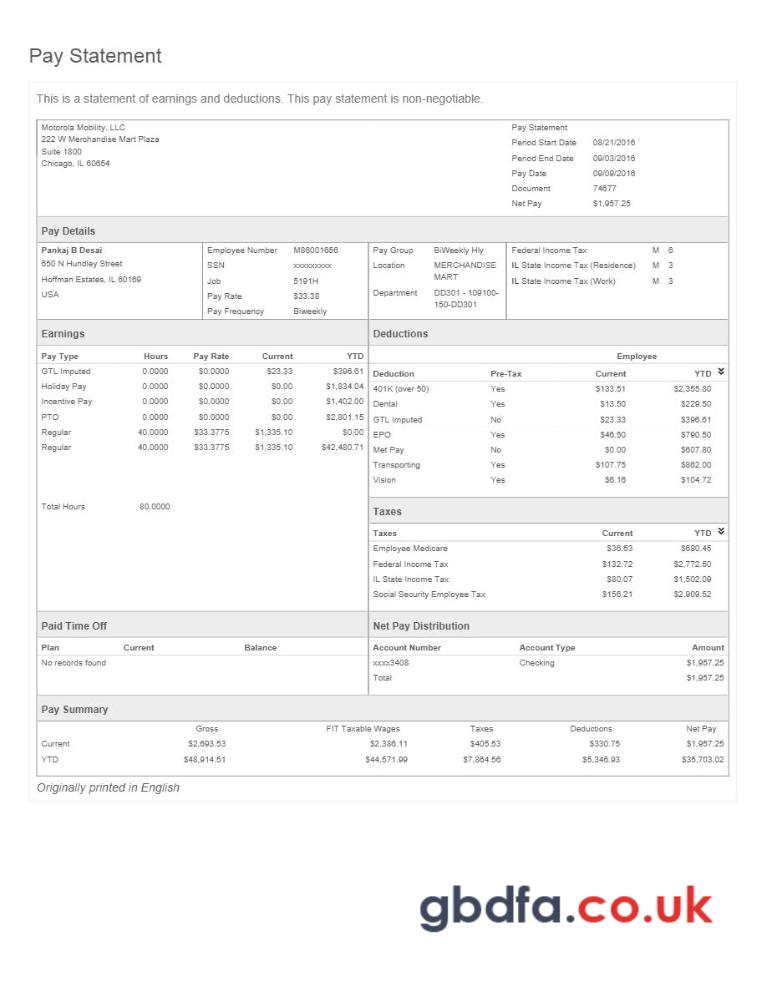 Pay Statement
This is a statement of earnings and deductions. This pay statement is non-negotiable.
Motorola Mobility, LLC
222 W Merchandise Mart Plaza
Suite 1800
Chicago, IL 60654
Pay Statement
Period Start Date 08/21/2016
Period End Date 09/03/2016
Pay Date 09/09/2016
Document 74677
Net Pay $1,957.25
Pay Details
Pankaj B Desai
650 N Hundley Street
Hoffman Estates, IL 60169
USA
Employee Number M86001656
SSN xxxxxxxxx
Job 5191H
Pay Rate $33.38
Pay Frequency Biweekly
Pay Group BiWeekly Hly
Location MERCHANDISE
MART
Department DD301 - 109100-
150-DD301
Federal Income Tax M 6
IL State Income Tax (Residence) M 3
IL State Income Tax (Work) M 3
Earnings
Pay Type Hours Pay Rate Current YTD
GTL Imputed 0.0000 $0.0000 $23.33 $396.61
Holiday Pay 0.0000 $0.0000 $0.00 $1,834.04
Incentive Pay 0.0000 $0.0000 $0.00 $1,402.00
PTO 0.0000 $0.0000 $0.00 $2,801.15
Regular 40.0000 $33.3775 $1,335.10 $0.00
Regular 40.0000 $33.3775 $1,335.10 $42,480.71
Total Hours 80.0000
Deductions
Employee
Deduction Pre-Tax Current YTD
401K (over 50) Yes $133.51 $2,355.80
Dental Yes $13.50 $229.50
GTL Imputed No $23.33 $396.61
EPO Yes $46.50 $790.50
Met Pay No $0.00 $607.80
Transporting Yes $107.75 $862.00
Vision Yes $6.16 $104.72
Taxes
Taxes Current YTD
Employee Medicare $36.53 $680.45
Federal Income Tax $132.72 $2,772.50
IL State Income Tax $80.07 $1,502.09
Social Security Employee Tax $156.21 $2,909.52
Paid Time Off
Plan Current Balance
No records found
Net Pay Distribution
Account Number Account Type Amount
xxxx3408 Checking $1,957.25
Total $1,957.25
Pay Summary
Gross FIT Taxable Wages Taxes Deductions Net Pay
Current $2,693.53 $2,386.11 $405.53 $330.75 $1,957.25
YTD $48,914.51 $44,571.99 $7,864.56 $5,346.93 $35,703.02
Originally printed in English
gbdfa.co.uk